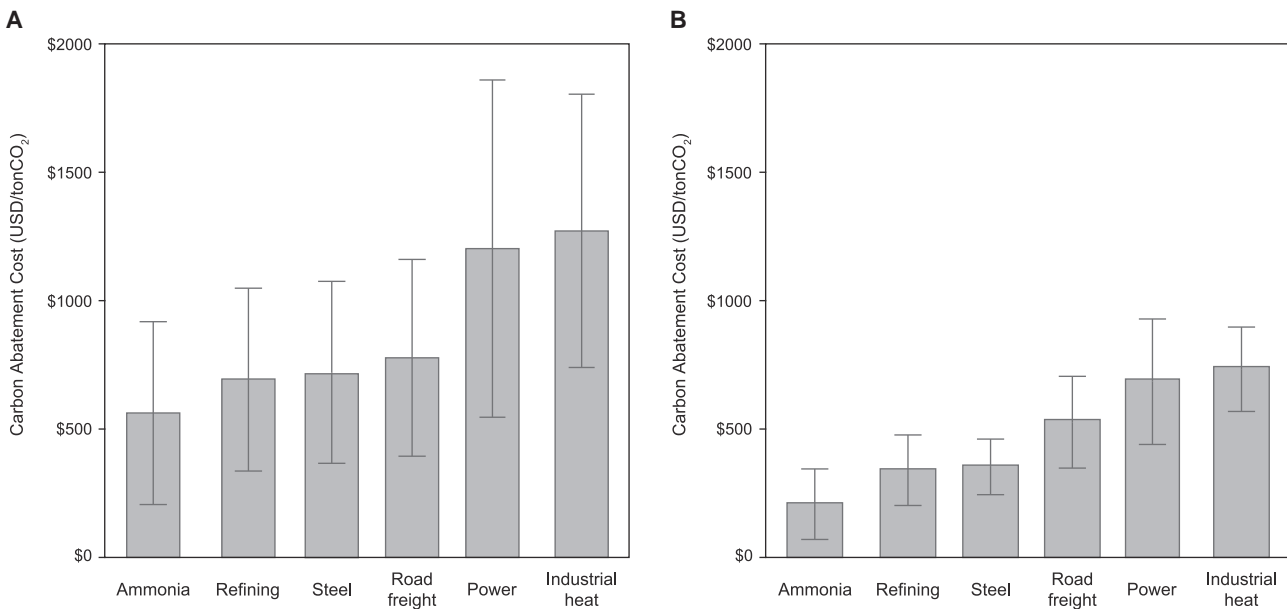 A
Carbon Abatement Cost (USD/tonCO₂)
$2000
$1500
$1000
$500
$0
Ammonia
Refining
Steel
Road
freight
Power
Industrial
heat
B
Carbon Abatement Cost (USD/tonCO₂)
$2000
$1500
$1000
$500
$0
Ammonia
Refining
Steel
Road
freight
Power
Industrial
heat